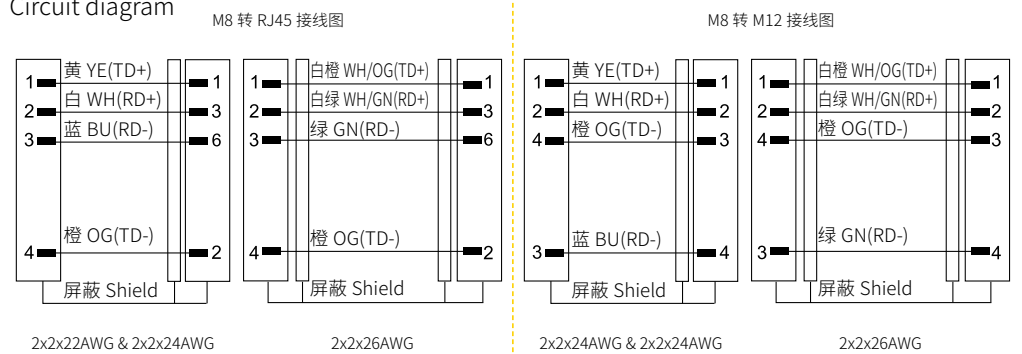 Circuit diagram
M8 转 RJ45 接线图
M8 转 M12 接线图
1 黄 YE(TD+) 1
2 白 WH(RD+) 3
3 蓝 BU(RD-) 6
4 橙 OG(TD-) 2
屏蔽 Shield
2x2x22AWG & 2x2x24AWG
1 白橙 WH/OG(TD+) 1
2 白绿 WH/GN(RD+) 3
3 绿 GN(RD-) 6
4 橙 OG(TD-) 2
屏蔽 Shield
2x2x26AWG
1 黄 YE(TD+) 1
2 白 WH(RD+) 2
4 橙 OG(TD-) 3
3 蓝 BU(RD-) 4
屏蔽 Shield
2x2x24AWG & 2x2x24AWG
1 白橙 WH/OG(TD+) 1
2 白绿 WH/GN(RD+) 2
4 橙 OG(TD-) 3
3 绿 GN(RD-) 4
屏蔽 Shield
2x2x26AWG